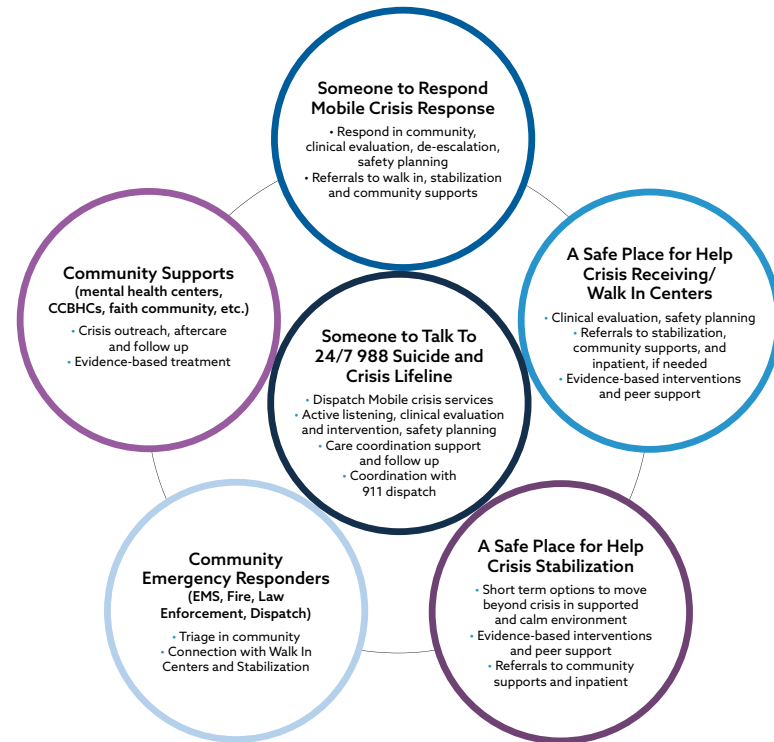 Someone to Respond
Mobile Crisis Response
• Respond in community,
clinical evaluation, de-escalation,
safety planning
• Referrals to walk in, stabilization
and community supports
A Safe Place for Help
Crisis Receiving/
Walk In Centers
• Clinical evaluation, safety planning
• Referrals to stabilization,
community supports, and
inpatient, if needed
• Evidence-based interventions
and peer support
Community Supports
(mental health centers,
CCBHCs, faith community, etc.)
• Crisis outreach, aftercare
and follow up
• Evidence-based treatment
Someone to Talk To
24/7 988 Suicide and
Crisis Lifeline
• Dispatch Mobile crisis services
• Active listening, clinical evaluation
and intervention, safety planning
• Care coordination support
and follow up
• Coordination with
911 dispatch
Community
Emergency Responders
(EMS, Fire, Law
Enforcement, Dispatch)
• Triage in community
• Connection with Walk In
Centers and Stabilization
A Safe Place for Help
Crisis Stabilization
• Short term options to move
beyond crisis in supported
and calm environment
• Evidence-based interventions
and peer support
• Referrals to community
supports and inpatient